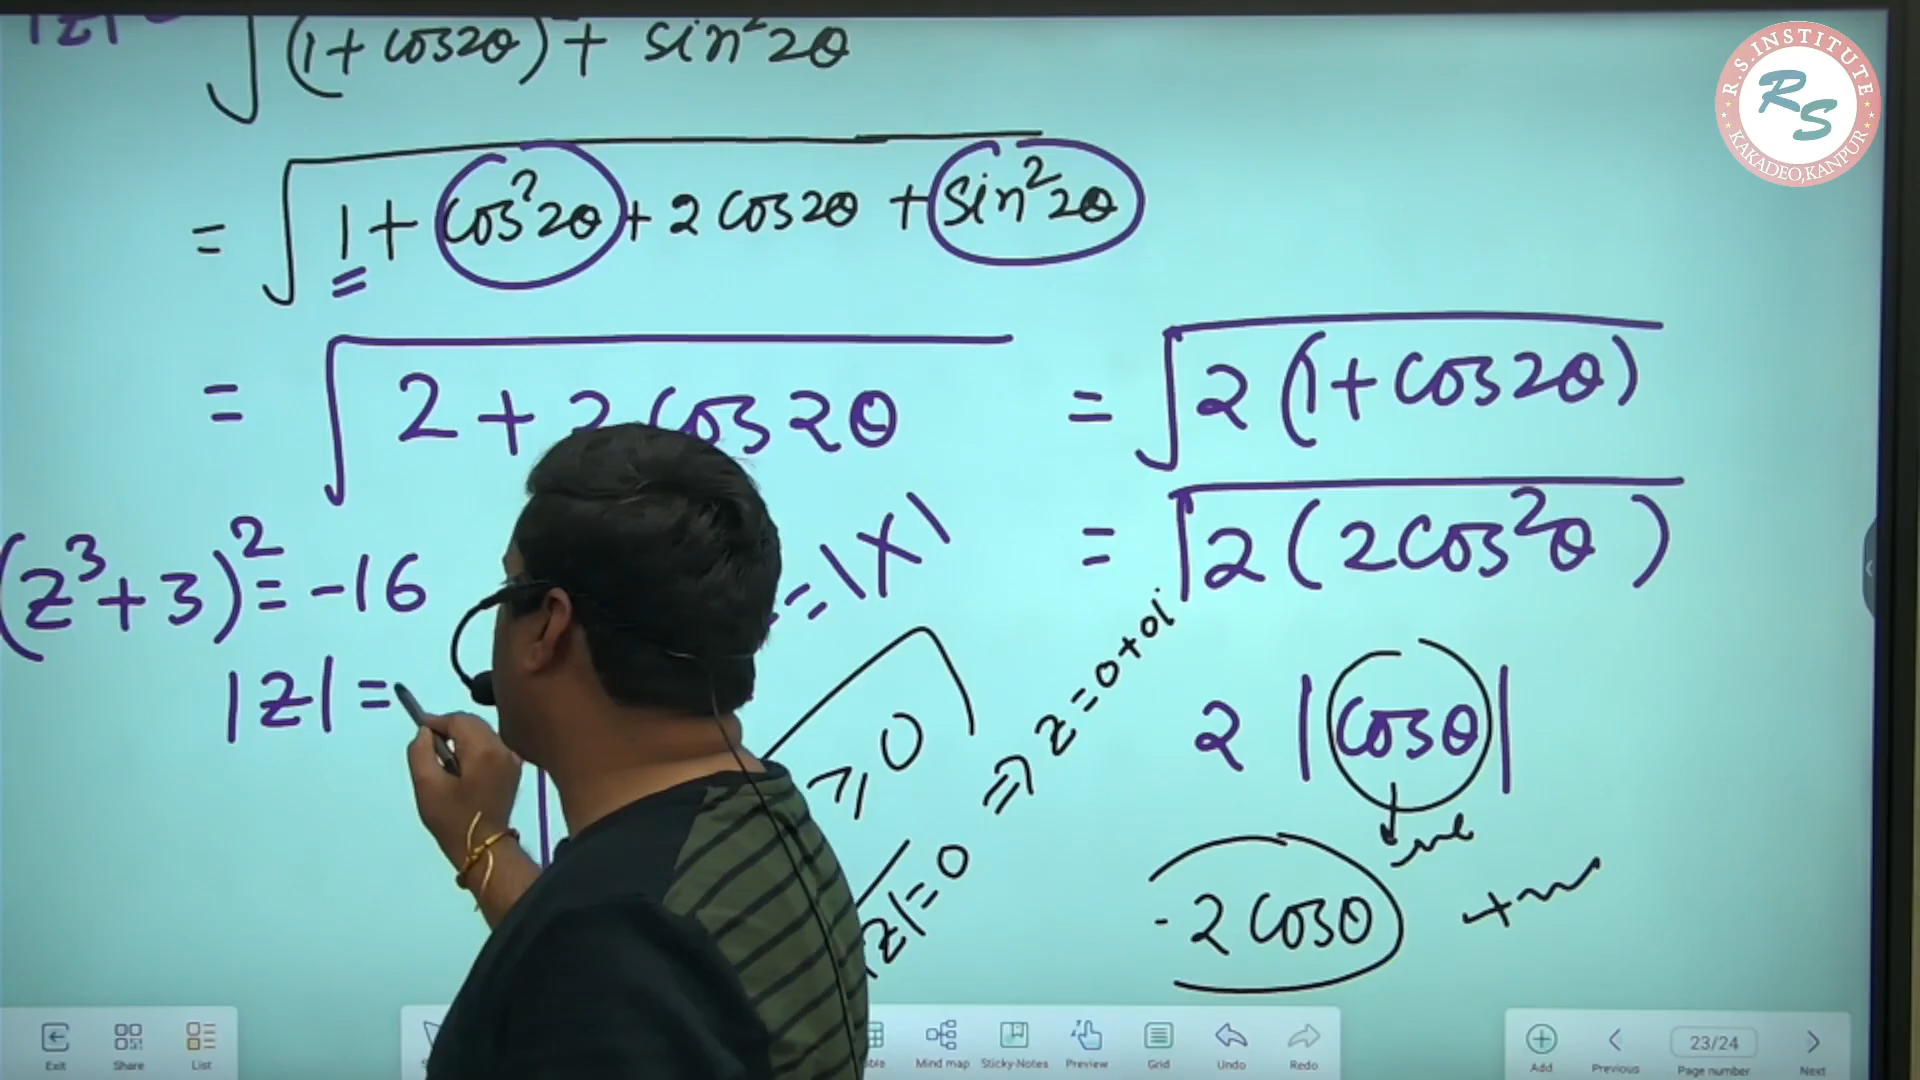 |z| =
√(1+cos2θ)² + sin²2θ
= √1 + cos²2θ + 2cos2θ + sin²2θ
= √2 + 2cos2θ
= √2(1+cos2θ)
= √2(2cos²θ)
2|cosθ|
-2cosθ
(z³+3)² = -16
|z| =
= 1×1
≥ 0
|z| = 0 ⇒ z = 0+0i
R.S.INSTITUTE
RS
KAKADEO,KANPUR
Exit
Share
List
Mind map
Sticky-Notes
Preview
Grid
Undo
Redo
Add
Previous
23/24
Page number
Next